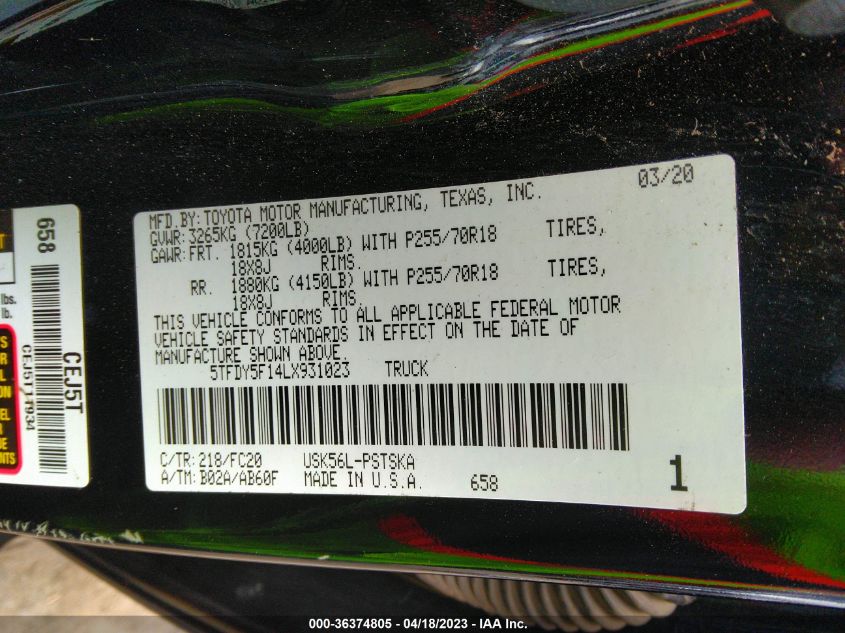 MFD.BY:TOYOTA MOTOR MANUFACTURING, TEXAS, INC. 03/20
GVWR:3265KG (7200LB)
GAWR:FRT. 1815KG (4000LB) WITH P255/70R18 TIRES,
18X8J RIMS.
RR. 1880KG (4150LB) WITH P255/70R18 TIRES,
18X8J RIMS.
THIS VEHICLE CONFORMS TO ALL APPLICABLE FEDERAL MOTOR
VEHICLE SAFETY STANDARDS IN EFFECT ON THE DATE OF
MANUFACTURE SHOWN ABOVE.
5TFDY5F14LX931023 TRUCK
C/TR:218/FC20 USK56L-PSTSKA
A/TM:B02A/AB60F MADE IN U.S.A. 658 1
658
CEJ5T
lbs.
lb.
000-36374805 - 04/18/2023 - IAA Inc.